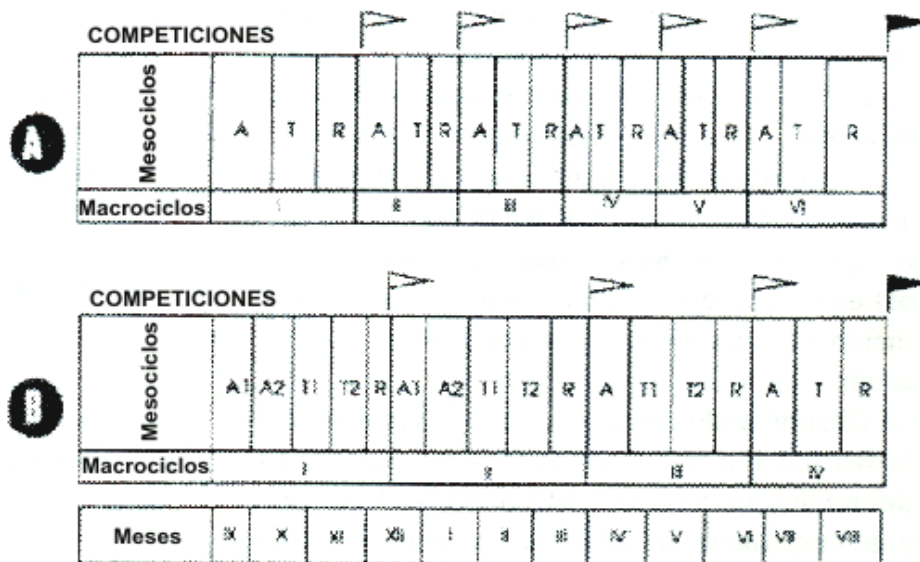 COMPETICIONES
A
Mesociclos
A T R A T R A T R A T R A T R A T R
Macrociclos I II III IV V VI
COMPETICIONES
B
Mesociclos
A1 A2 T1 T2 R A1 A2 T1 T2 R A T1 T2 R A T R
Macrociclos I II III IV
Meses IX X XI XII I II III IV V VI VII VIII